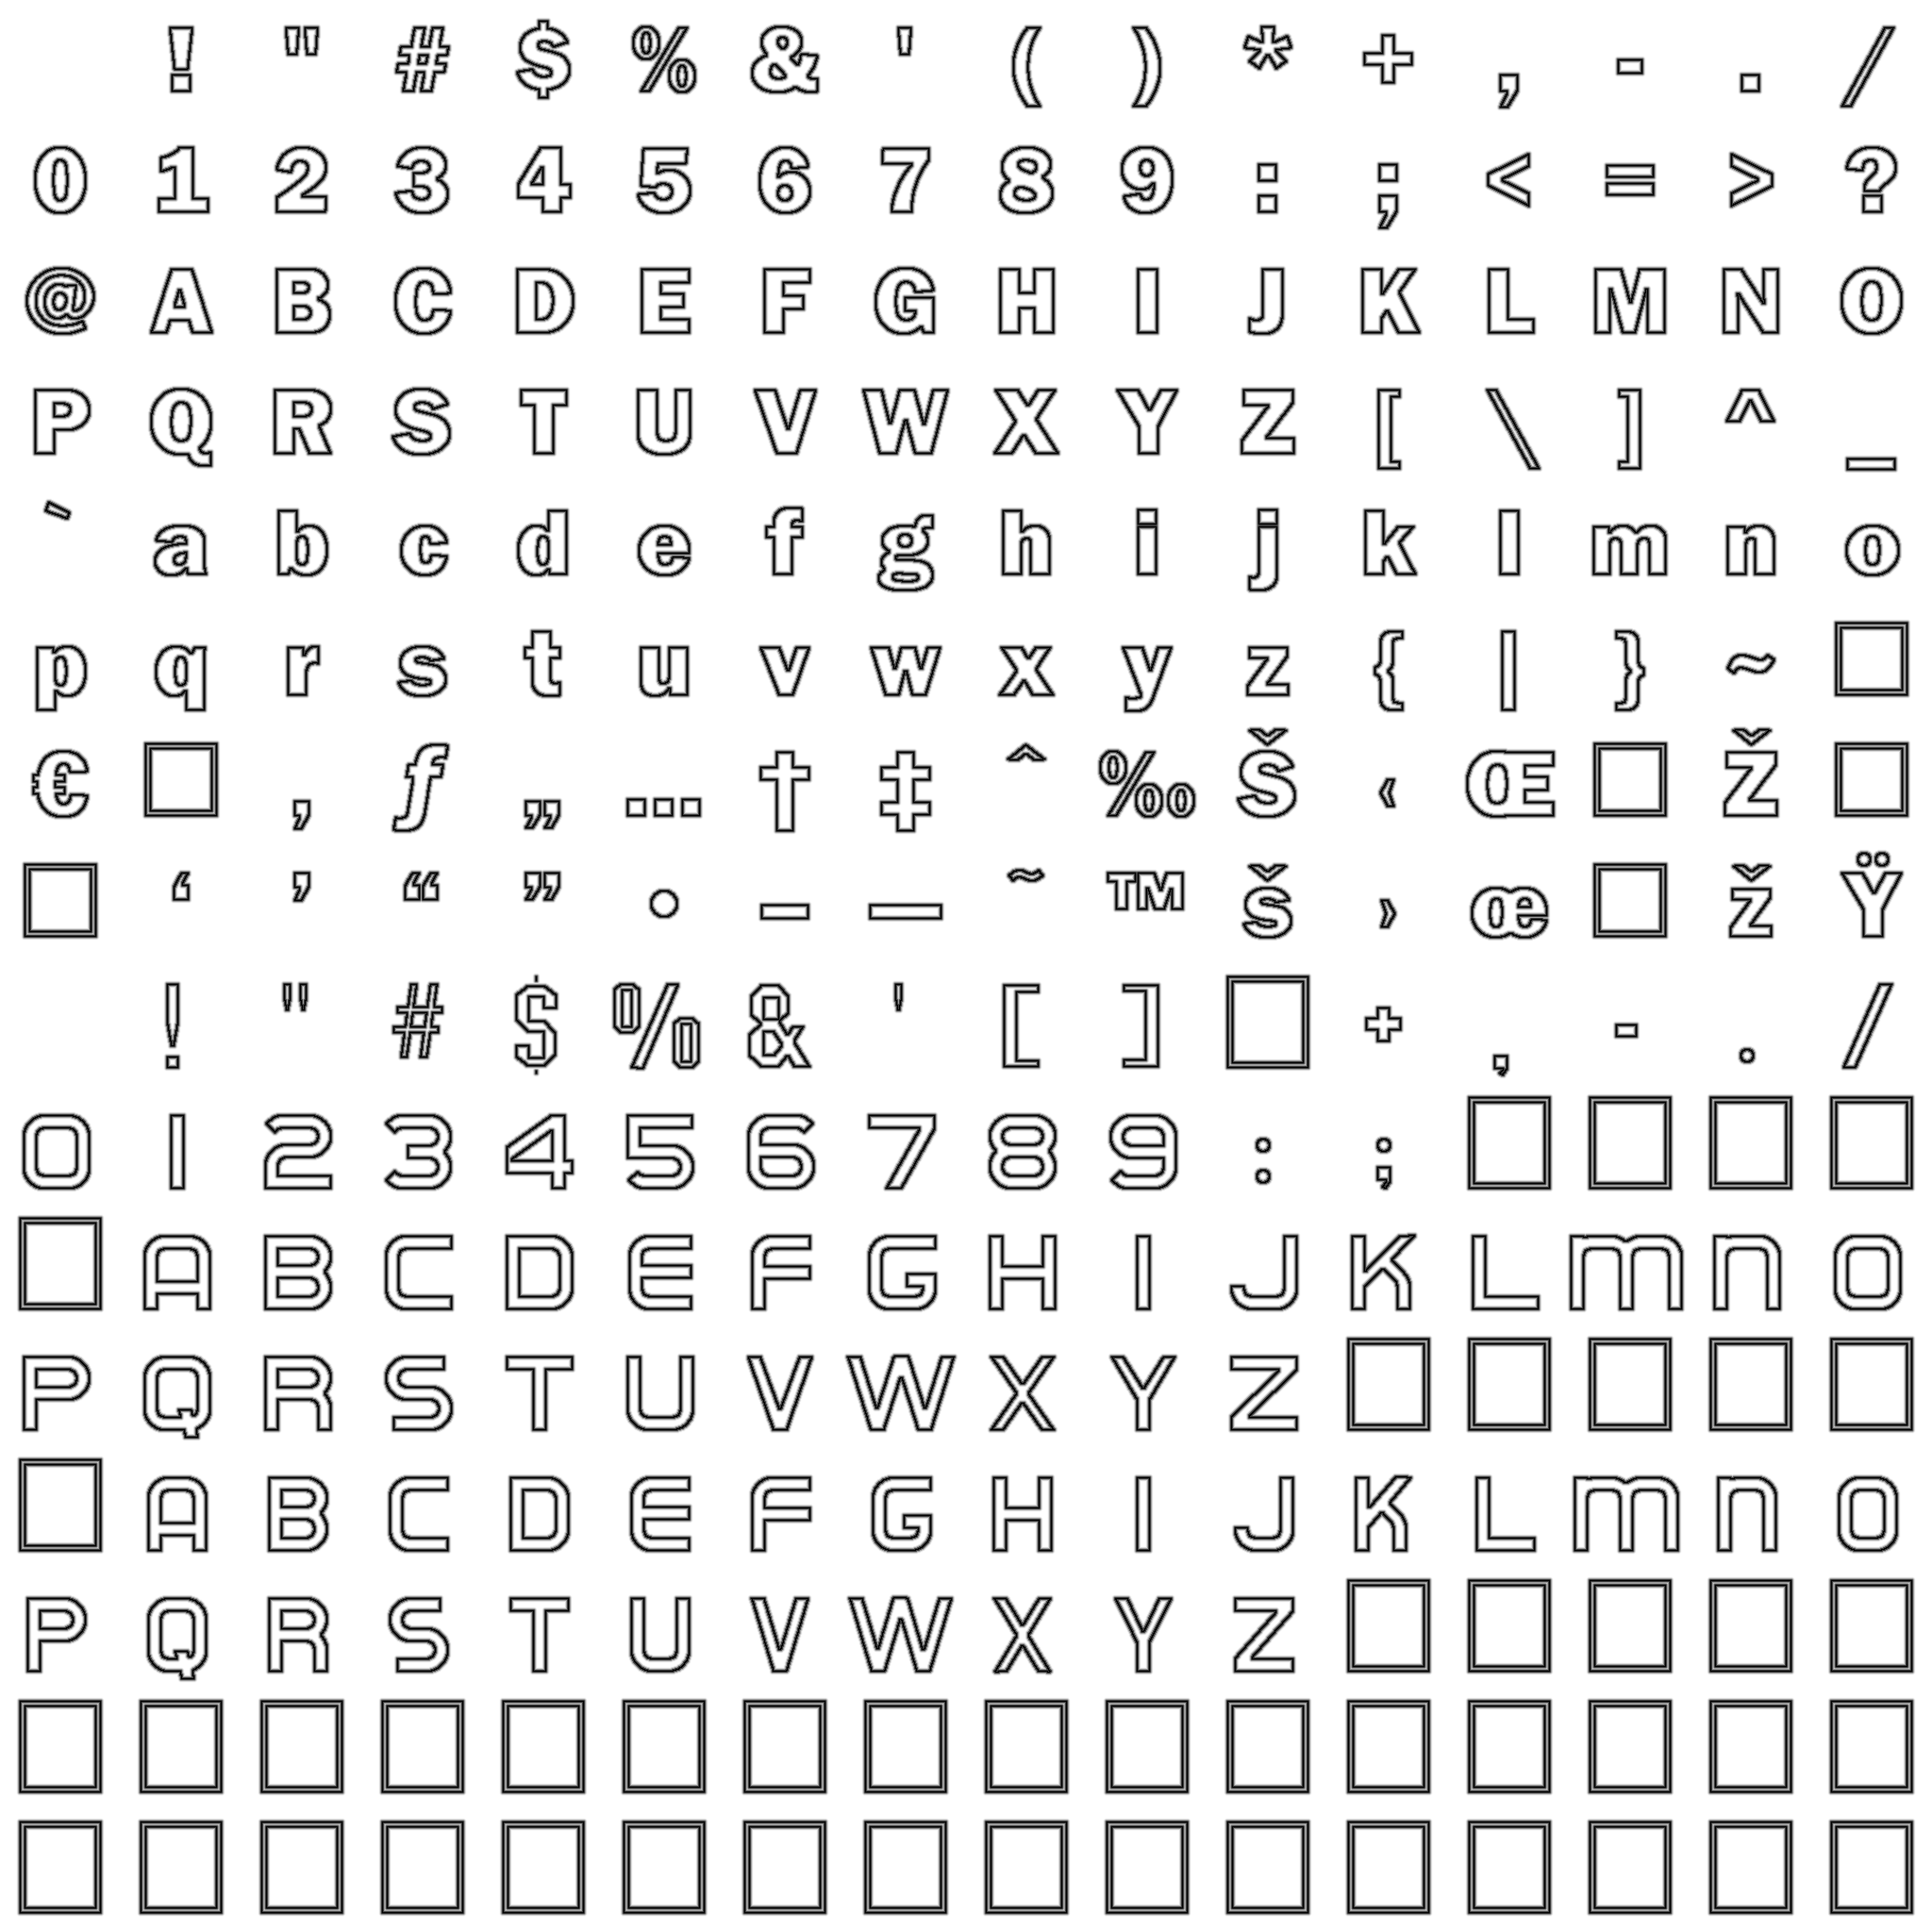 ! " # $ % & ' ( ) * + , - . /
0 1 2 3 4 5 6 7 8 9 : ; < = > ?
@ A B C D E F G H I J K L M N O
P Q R S T U V W X Y Z [ \ ] ^ _
` a b c d e f g h i j k l m n o
p q r s t u v w x y z { | } ~ □
€ □ ‚ ƒ „ … † ‡ ˆ ‰ Š ‹ Œ □ Ž □
□ ‘ ’ “ ” • – — ˜ ™ š › œ □ ž Ÿ
! " # $ % & ' [ ] □ + , - . /
0 1 2 3 4 5 6 7 8 9 : ; □ □ □ □
□ A B C D E F G H I J K L m n O
P Q R S T U V W X Y Z □ □ □ □ □
□ A B C D E F G H I J K L m n O
P Q R S T U V W X Y Z □ □ □ □ □
□ □ □ □ □ □ □ □ □ □ □ □ □ □ □ □
□ □ □ □ □ □ □ □ □ □ □ □ □ □ □ □